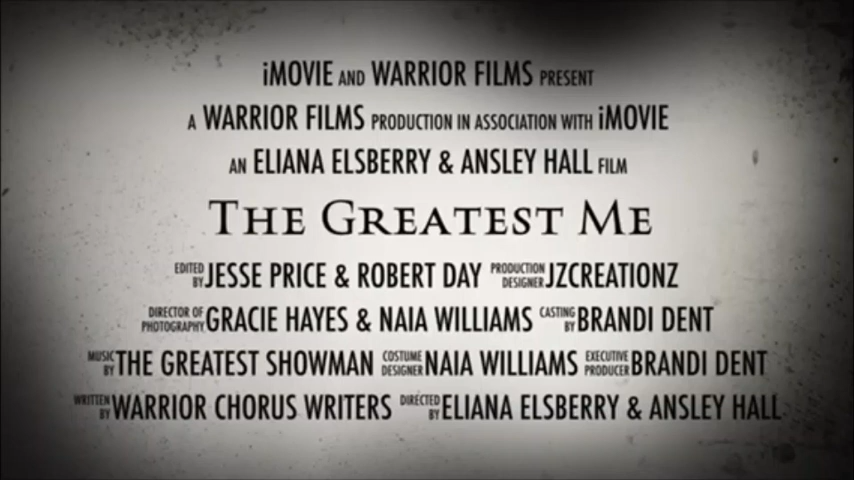 iMOVIE AND WARRIOR FILMS PRESENT
A WARRIOR FILMS PRODUCTION IN ASSOCIATION WITH iMOVIE
AN ELIANA ELSBERRY & ANSLEY HALL FILM
THE GREATEST ME
EDITED BY JESSE PRICE & ROBERT DAY PRODUCTION DESIGNER JZCREATIONZ
DIRECTOR OF PHOTOGRAPHY GRACIE HAYES & NAIA WILLIAMS CASTING BY BRANDI DENT
MUSIC BY THE GREATEST SHOWMAN COSTUME DESIGNER NAIA WILLIAMS EXECUTIVE PRODUCER BRANDI DENT
WRITTEN BY WARRIOR CHORUS WRITERS DIRECTED BY ELIANA ELSBERRY & ANSLEY HALL